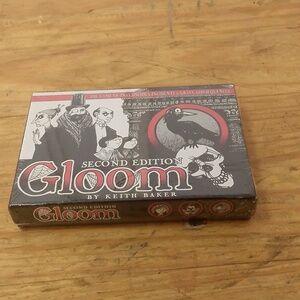 SECOND EDITION
Gloom
BY KEITH BAKER
SECOND EDITION
Gloom